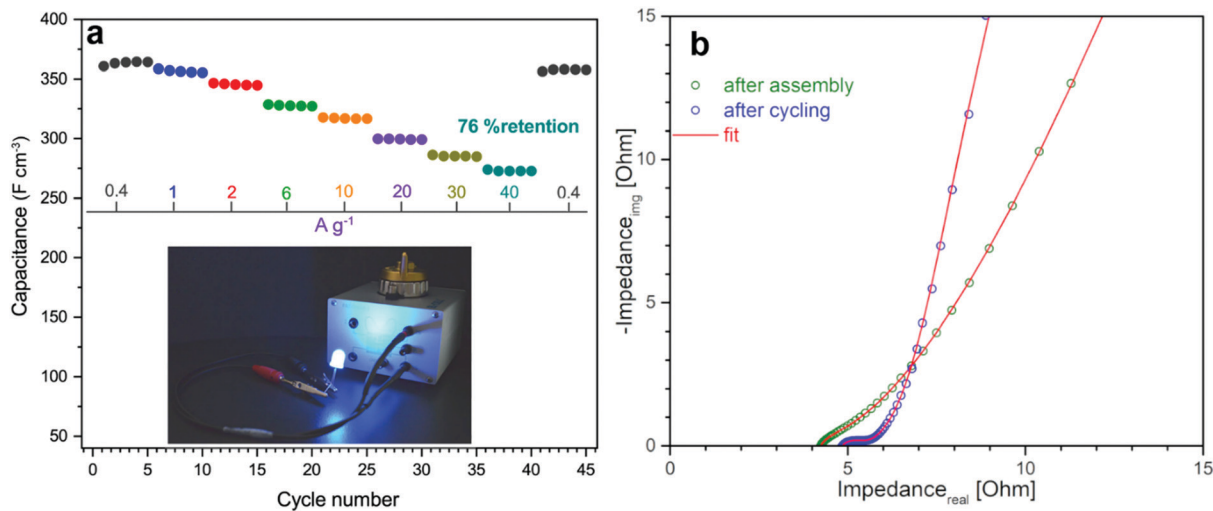 a
400
350
300
250
200
150
100
50
Capacitance (F cm⁻³)
76 %retention
0.4 1 2 6 10 20 30 40 0.4
A g⁻¹
0 5 10 15 20 25 30 35 40 45
Cycle number
b
15
10
5
0
-Impedance_img [Ohm]
after assembly
after cycling
fit
0 5 10 15
Impedance_real [Ohm]